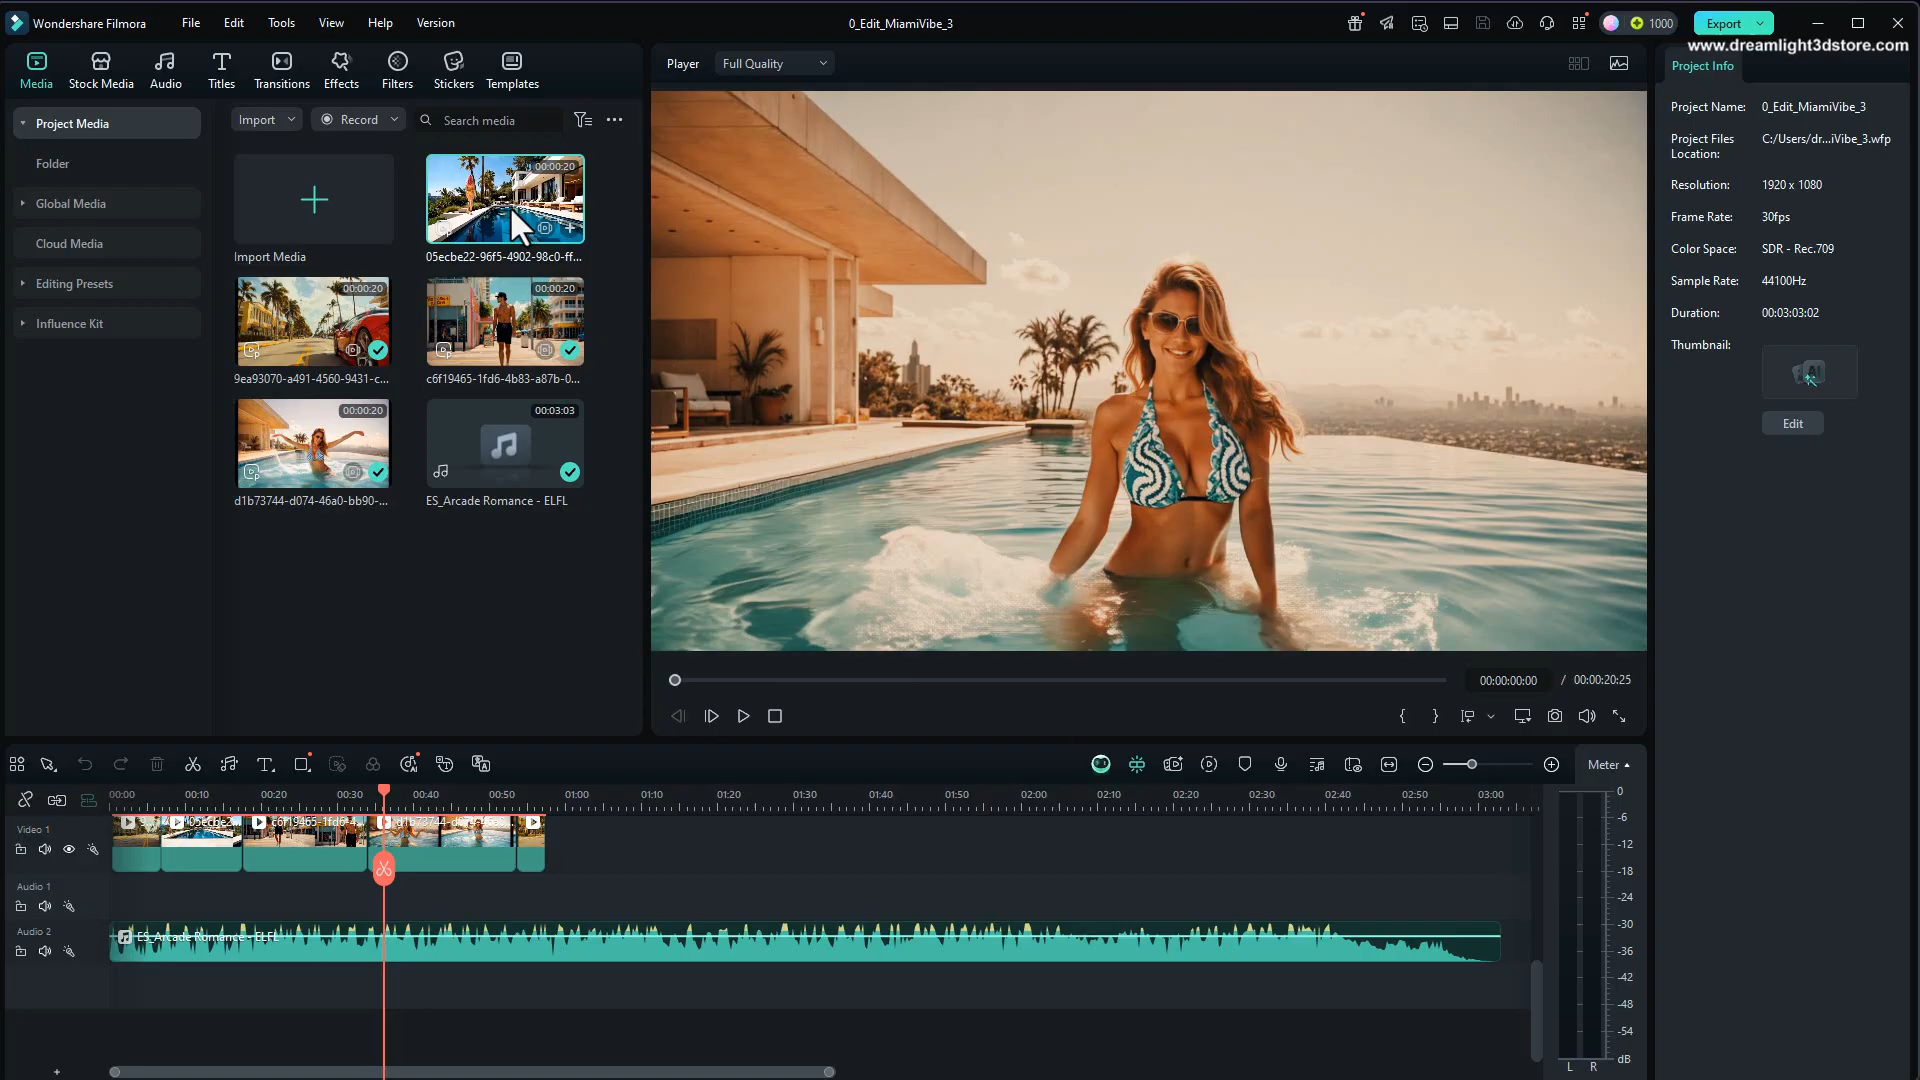 Wondershare Filmora
File
Edit
Tools
View
Help
Version
0_Edit_MiamiVibe_3
1000
Export
www.dreamlight3dstore.com
Media
Stock Media
Audio
Titles
Transitions
Effects
Filters
Stickers
Templates
Player
Full Quality
Project Info
Project Media
Folder
Global Media
Cloud Media
Editing Presets
Influence Kit
Import
Record
Search media
Import Media
00:00:20
05ecbe22-96f5-4902-98c0-ff...
00:00:20
9ea93070-a491-4560-9431-c...
00:00:20
c6f19465-1fd6-4b83-a87b-0...
00:00:20
d1b73744-d074-46a0-bb90-...
00:03:03
ES_Arcade Romance - ELFL
Project Name: 0_Edit_MiamiVibe_3
Project Files Location: C:/Users/dr...iVibe_3.wfp
Resolution: 1920 x 1080
Frame Rate: 30fps
Color Space: SDR - Rec.709
Sample Rate: 44100Hz
Duration: 00:03:03:02
Thumbnail:
Edit
00:00:00:00 / 00:00:20:25
Meter
00:00
00:10
00:20
00:30
00:40
00:50
01:00
01:10
01:20
01:30
01:40
01:50
02:00
02:10
02:20
02:30
02:40
02:50
03:00
Video 1
c6f19465-1fd6-4...
Audio 1
Audio 2
ES_Arcade Romance - ELFL
0
-6
-12
-18
-24
-30
-36
-42
-48
-54
dB
L
R